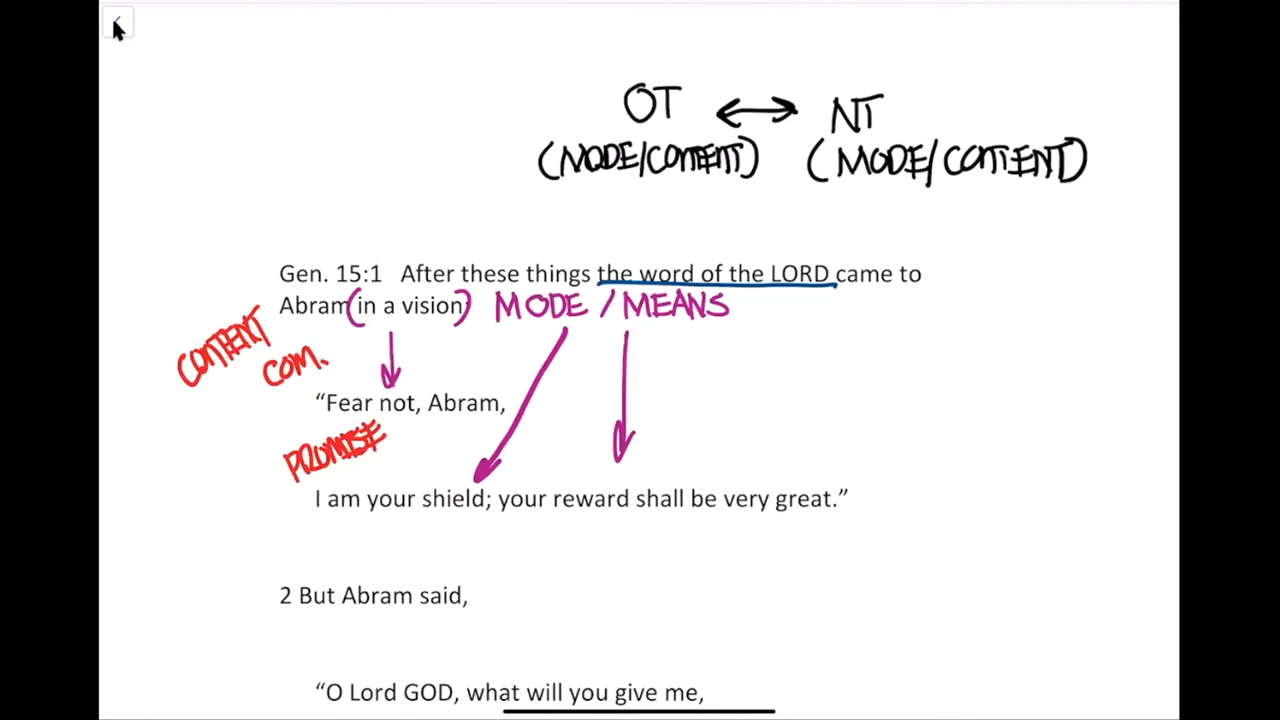 OT ↔ NT
(MODE/CONTENT) (MODE/CONTENT)
Gen. 15:1 After these things the word of the LORD came to
Abram (in a vision) MODE / MEANS
CONTENT
COM.
“Fear not, Abram,
PROMISE
I am your shield; your reward shall be very great.”
2 But Abram said,
“O Lord GOD, what will you give me,